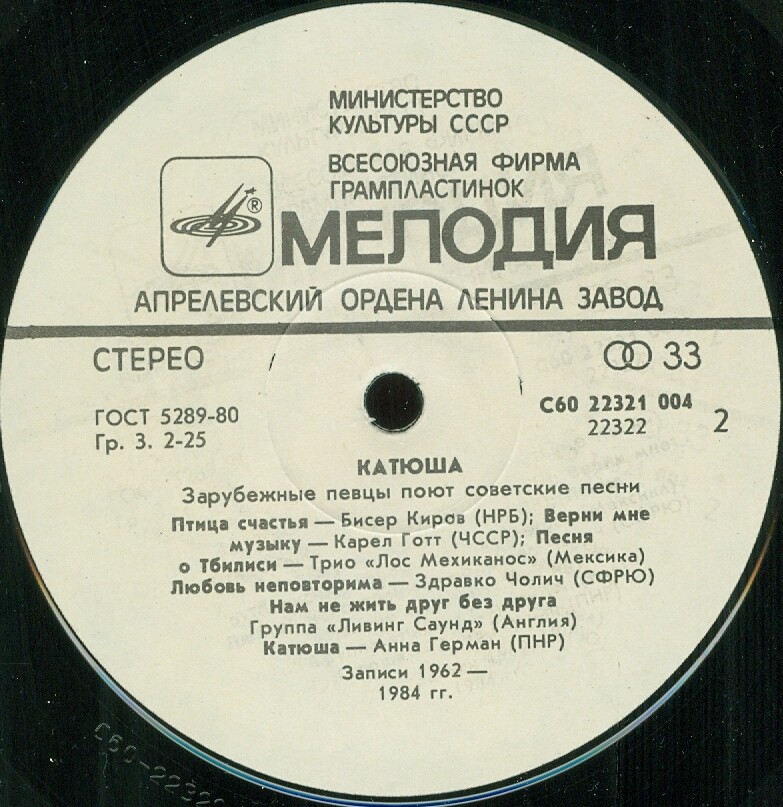 МИНИСТЕРСТВО
КУЛЬТУРЫ СССР
ВСЕСОЮЗНАЯ ФИРМА
ГРАМПЛАСТИНОК
®
МЕЛОДИЯ
АПРЕЛЕВСКИЙ ОРДЕНА ЛЕНИНА ЗАВОД
СТЕРЕО
33
ГОСТ 5289-80
Гр. 3. 2-25
С60 22321 004
22322
2
КАТЮША
Зарубежные певцы поют советские песни
Птица счастья — Бисер Киров (НРБ); Верни мне
музыку — Карел Готт (ЧССР); Песня
о Тбилиси — Трио «Лос Мехиканос» (Мексика)
Любовь неповторима — Здравко Чолич (СФРЮ)
Нам не жить друг без друга
Группа «Ливинг Саунд» (Англия)
Катюша — Анна Герман (ПНР)
Записи 1962 —
1984 гг.